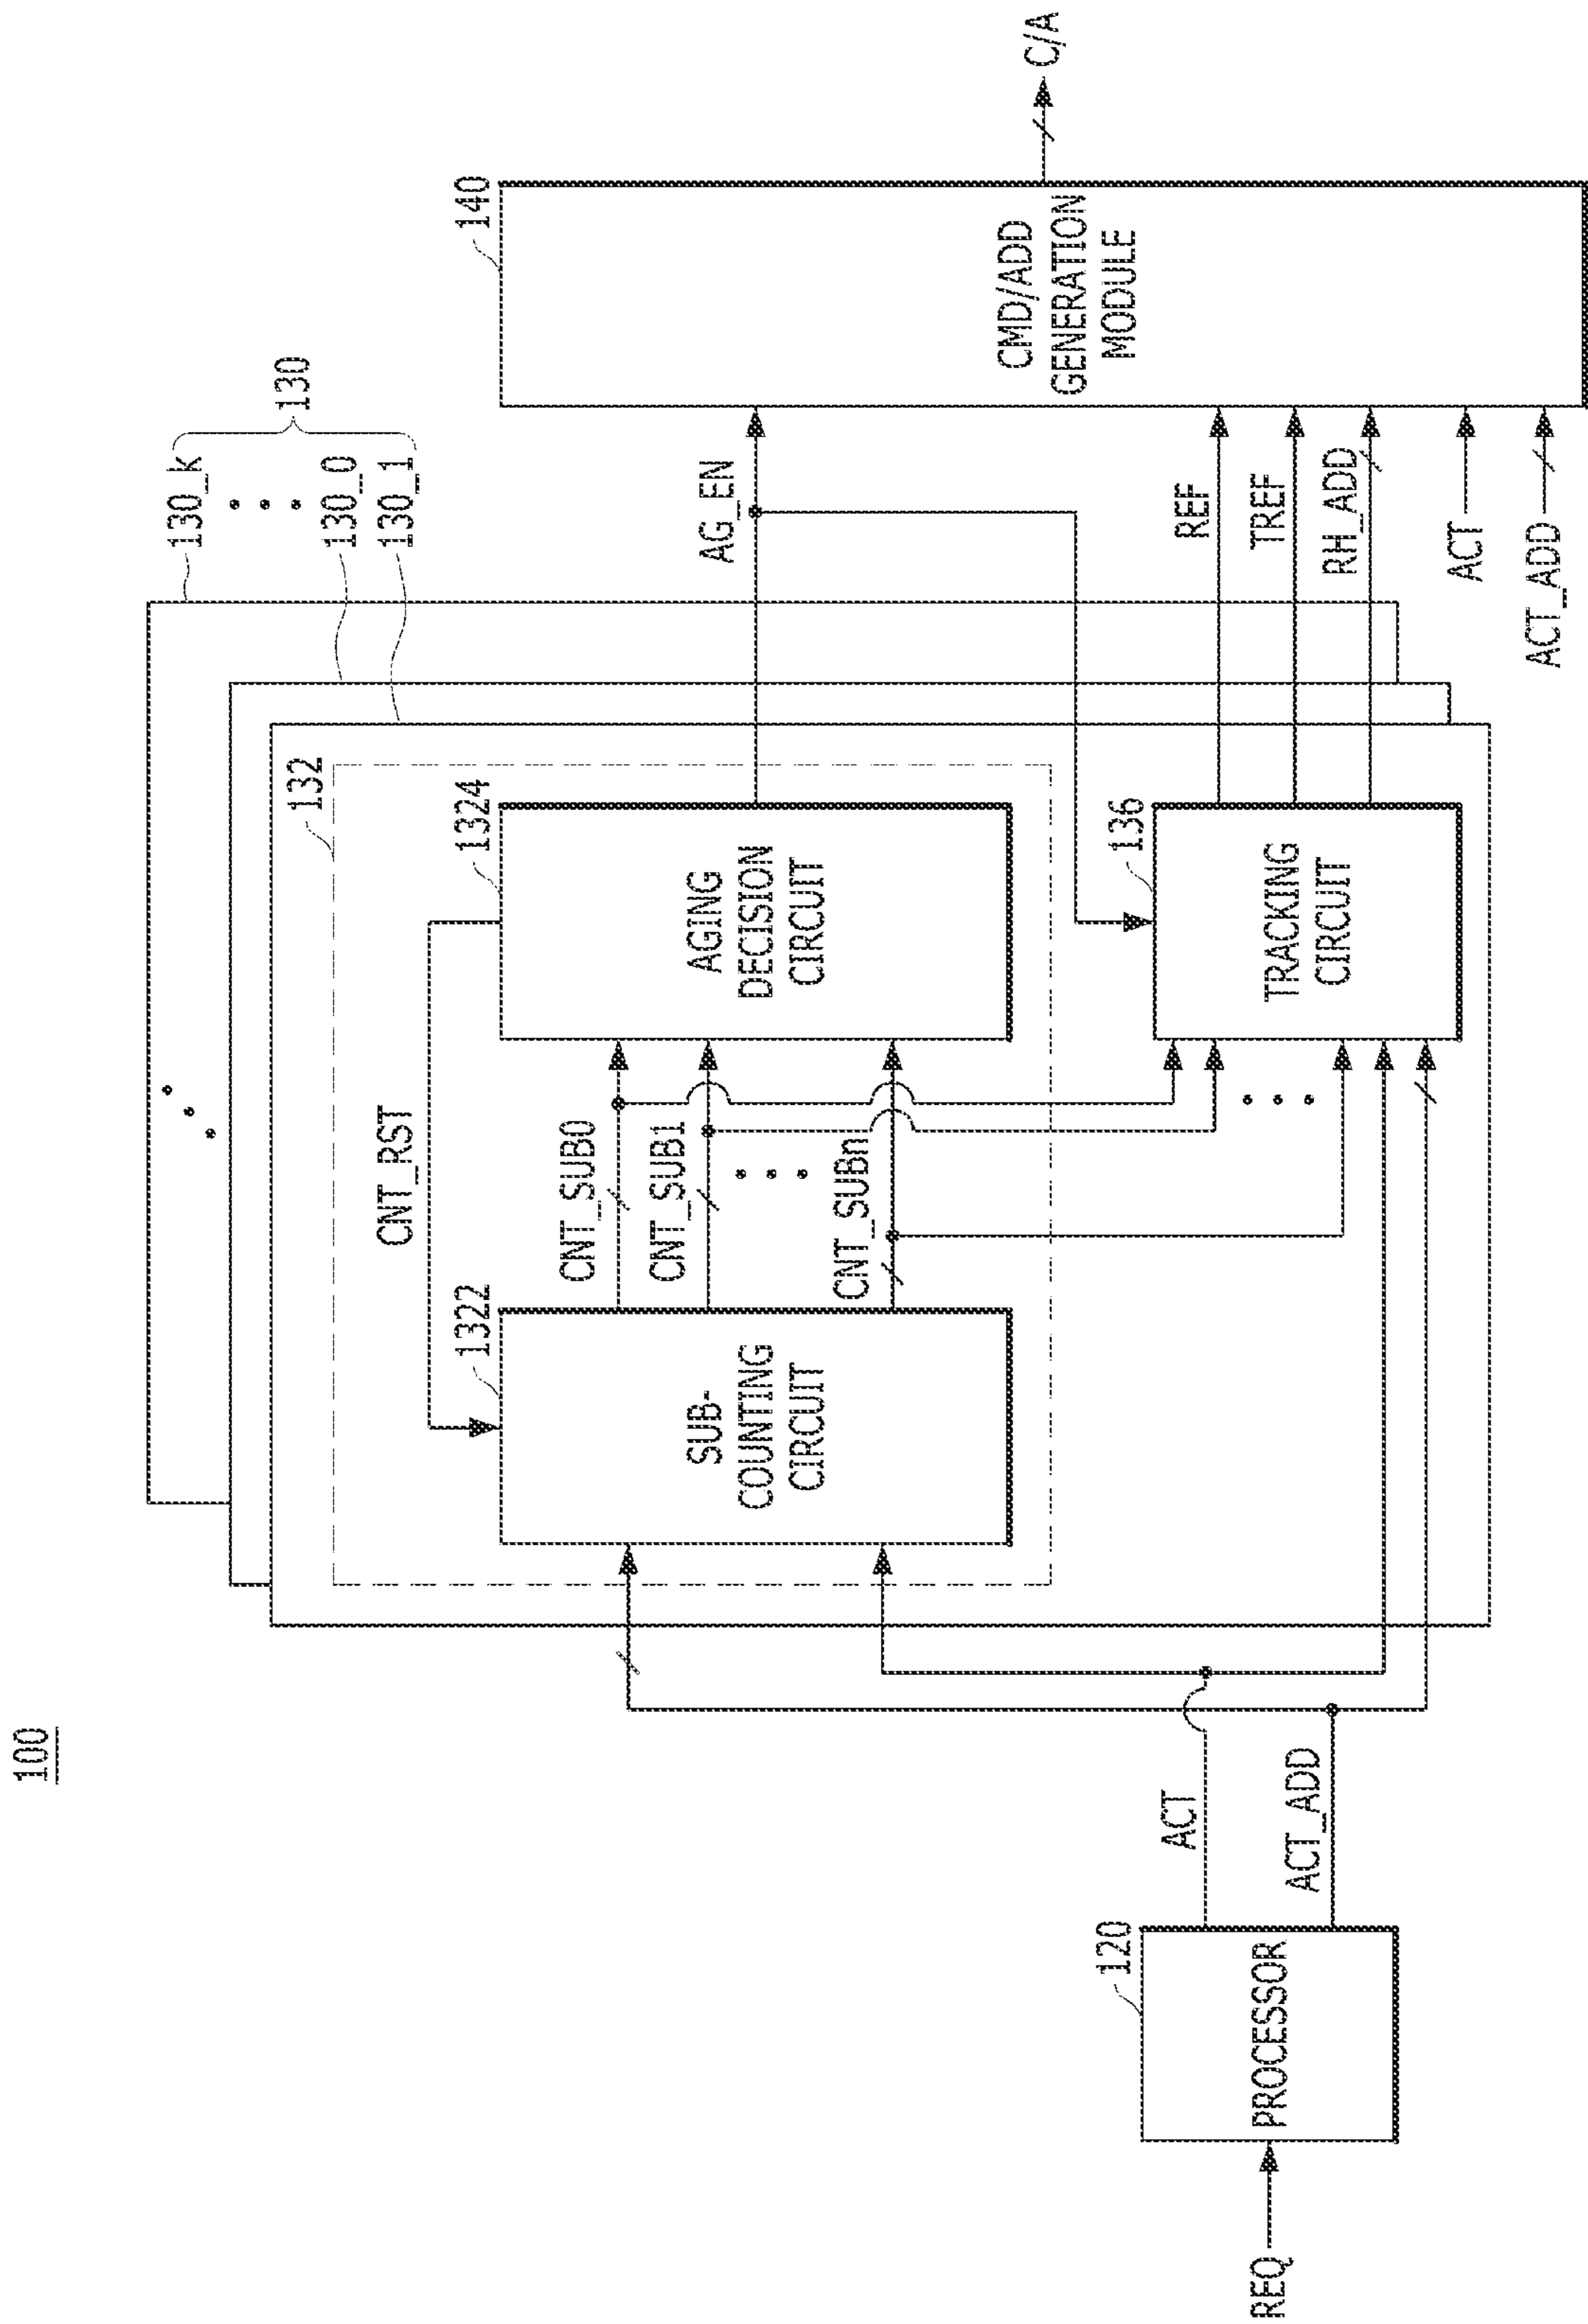 100
130_k
130_0
130_1
130
132
CNT_RST
1322
SUB-
COUNTING
CIRCUIT
CNT_SUB0
CNT_SUB1
CNT_SUBn
1324
AGING
DECISION
CIRCUIT
AG_EN
136
TRACKING
CIRCUIT
REF
TREF
RH_ADD
ACT
ACT_ADD
140
CMD/ADD
GENERATION
MODULE
C/A
REQ
120
PROCESSOR
ACT
ACT_ADD